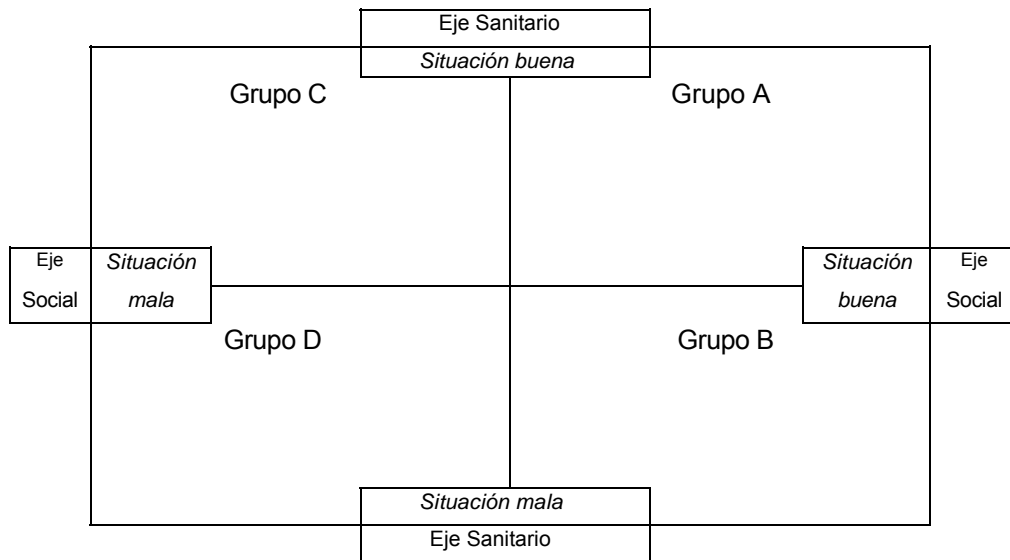 Eje Sanitario
Situación buena
Grupo C
Grupo A
Eje
Social
Situación
mala
Situación
buena
Eje
Social
Grupo D
Grupo B
Situación mala
Eje Sanitario